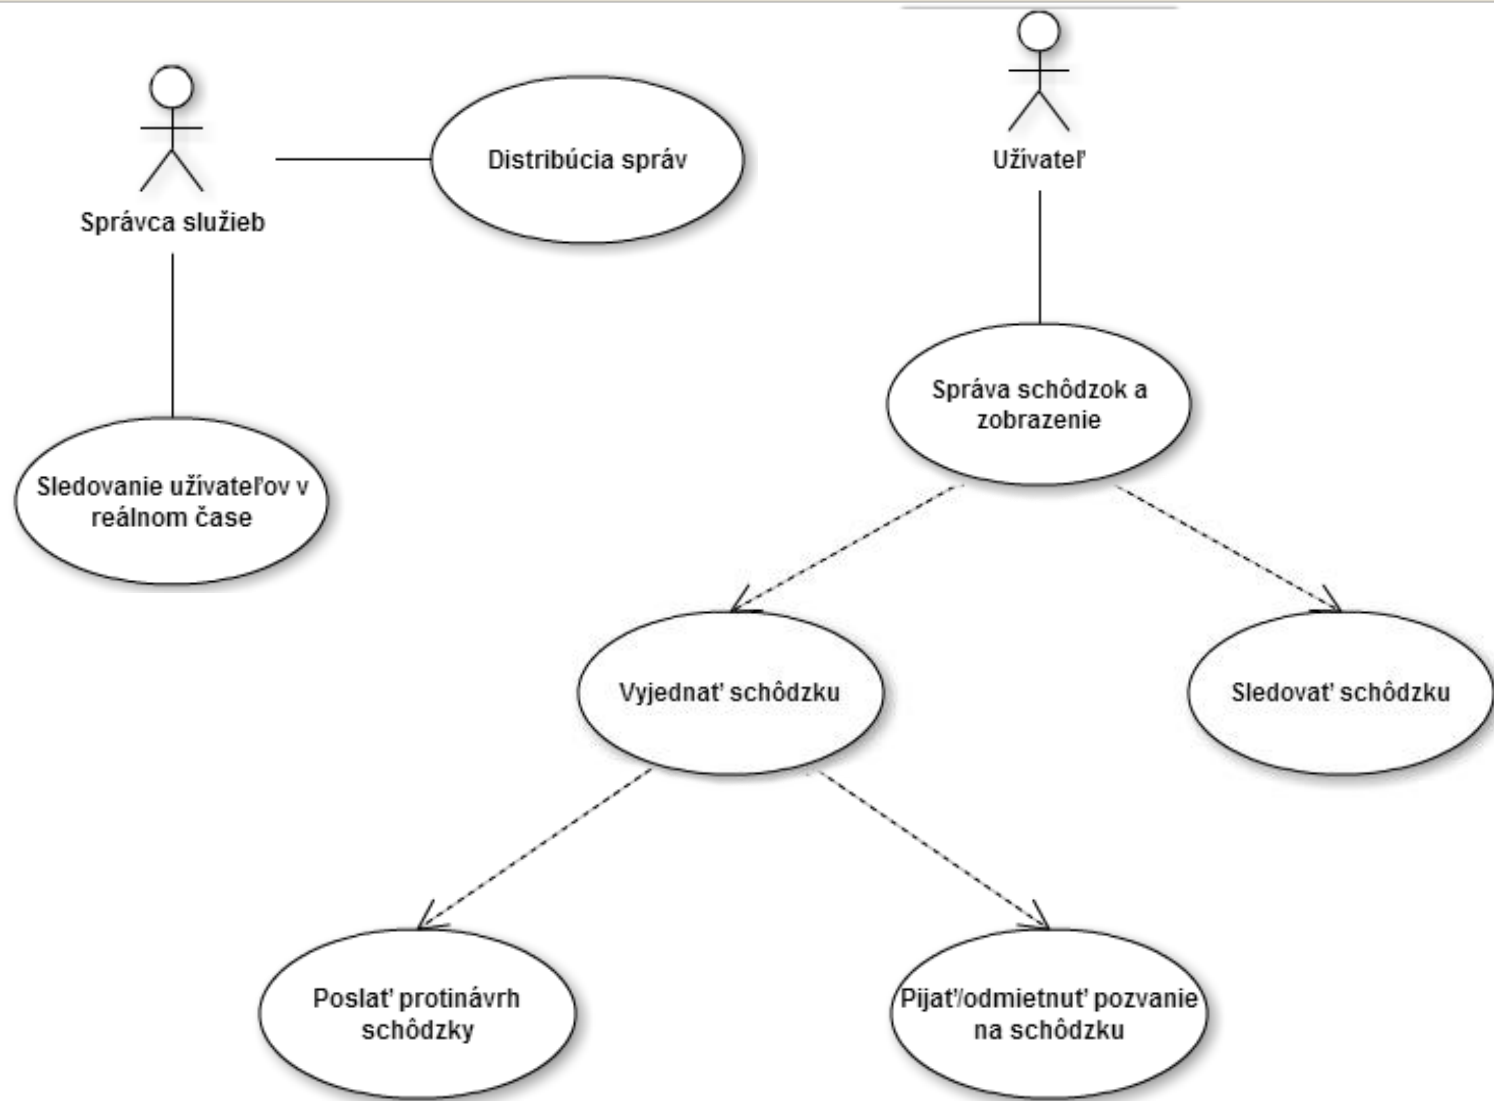 Distribúcia správ
Užívateľ
Správca služieb
Správa schôdzok a
zobrazenie
Sledovanie užívateľov v
reálnom čase
Vyjednať schôdzku
Sledovať schôdzku
Poslať protinávrh
schôdzky
Pijať/odmietnuť pozvanie
na schôdzku